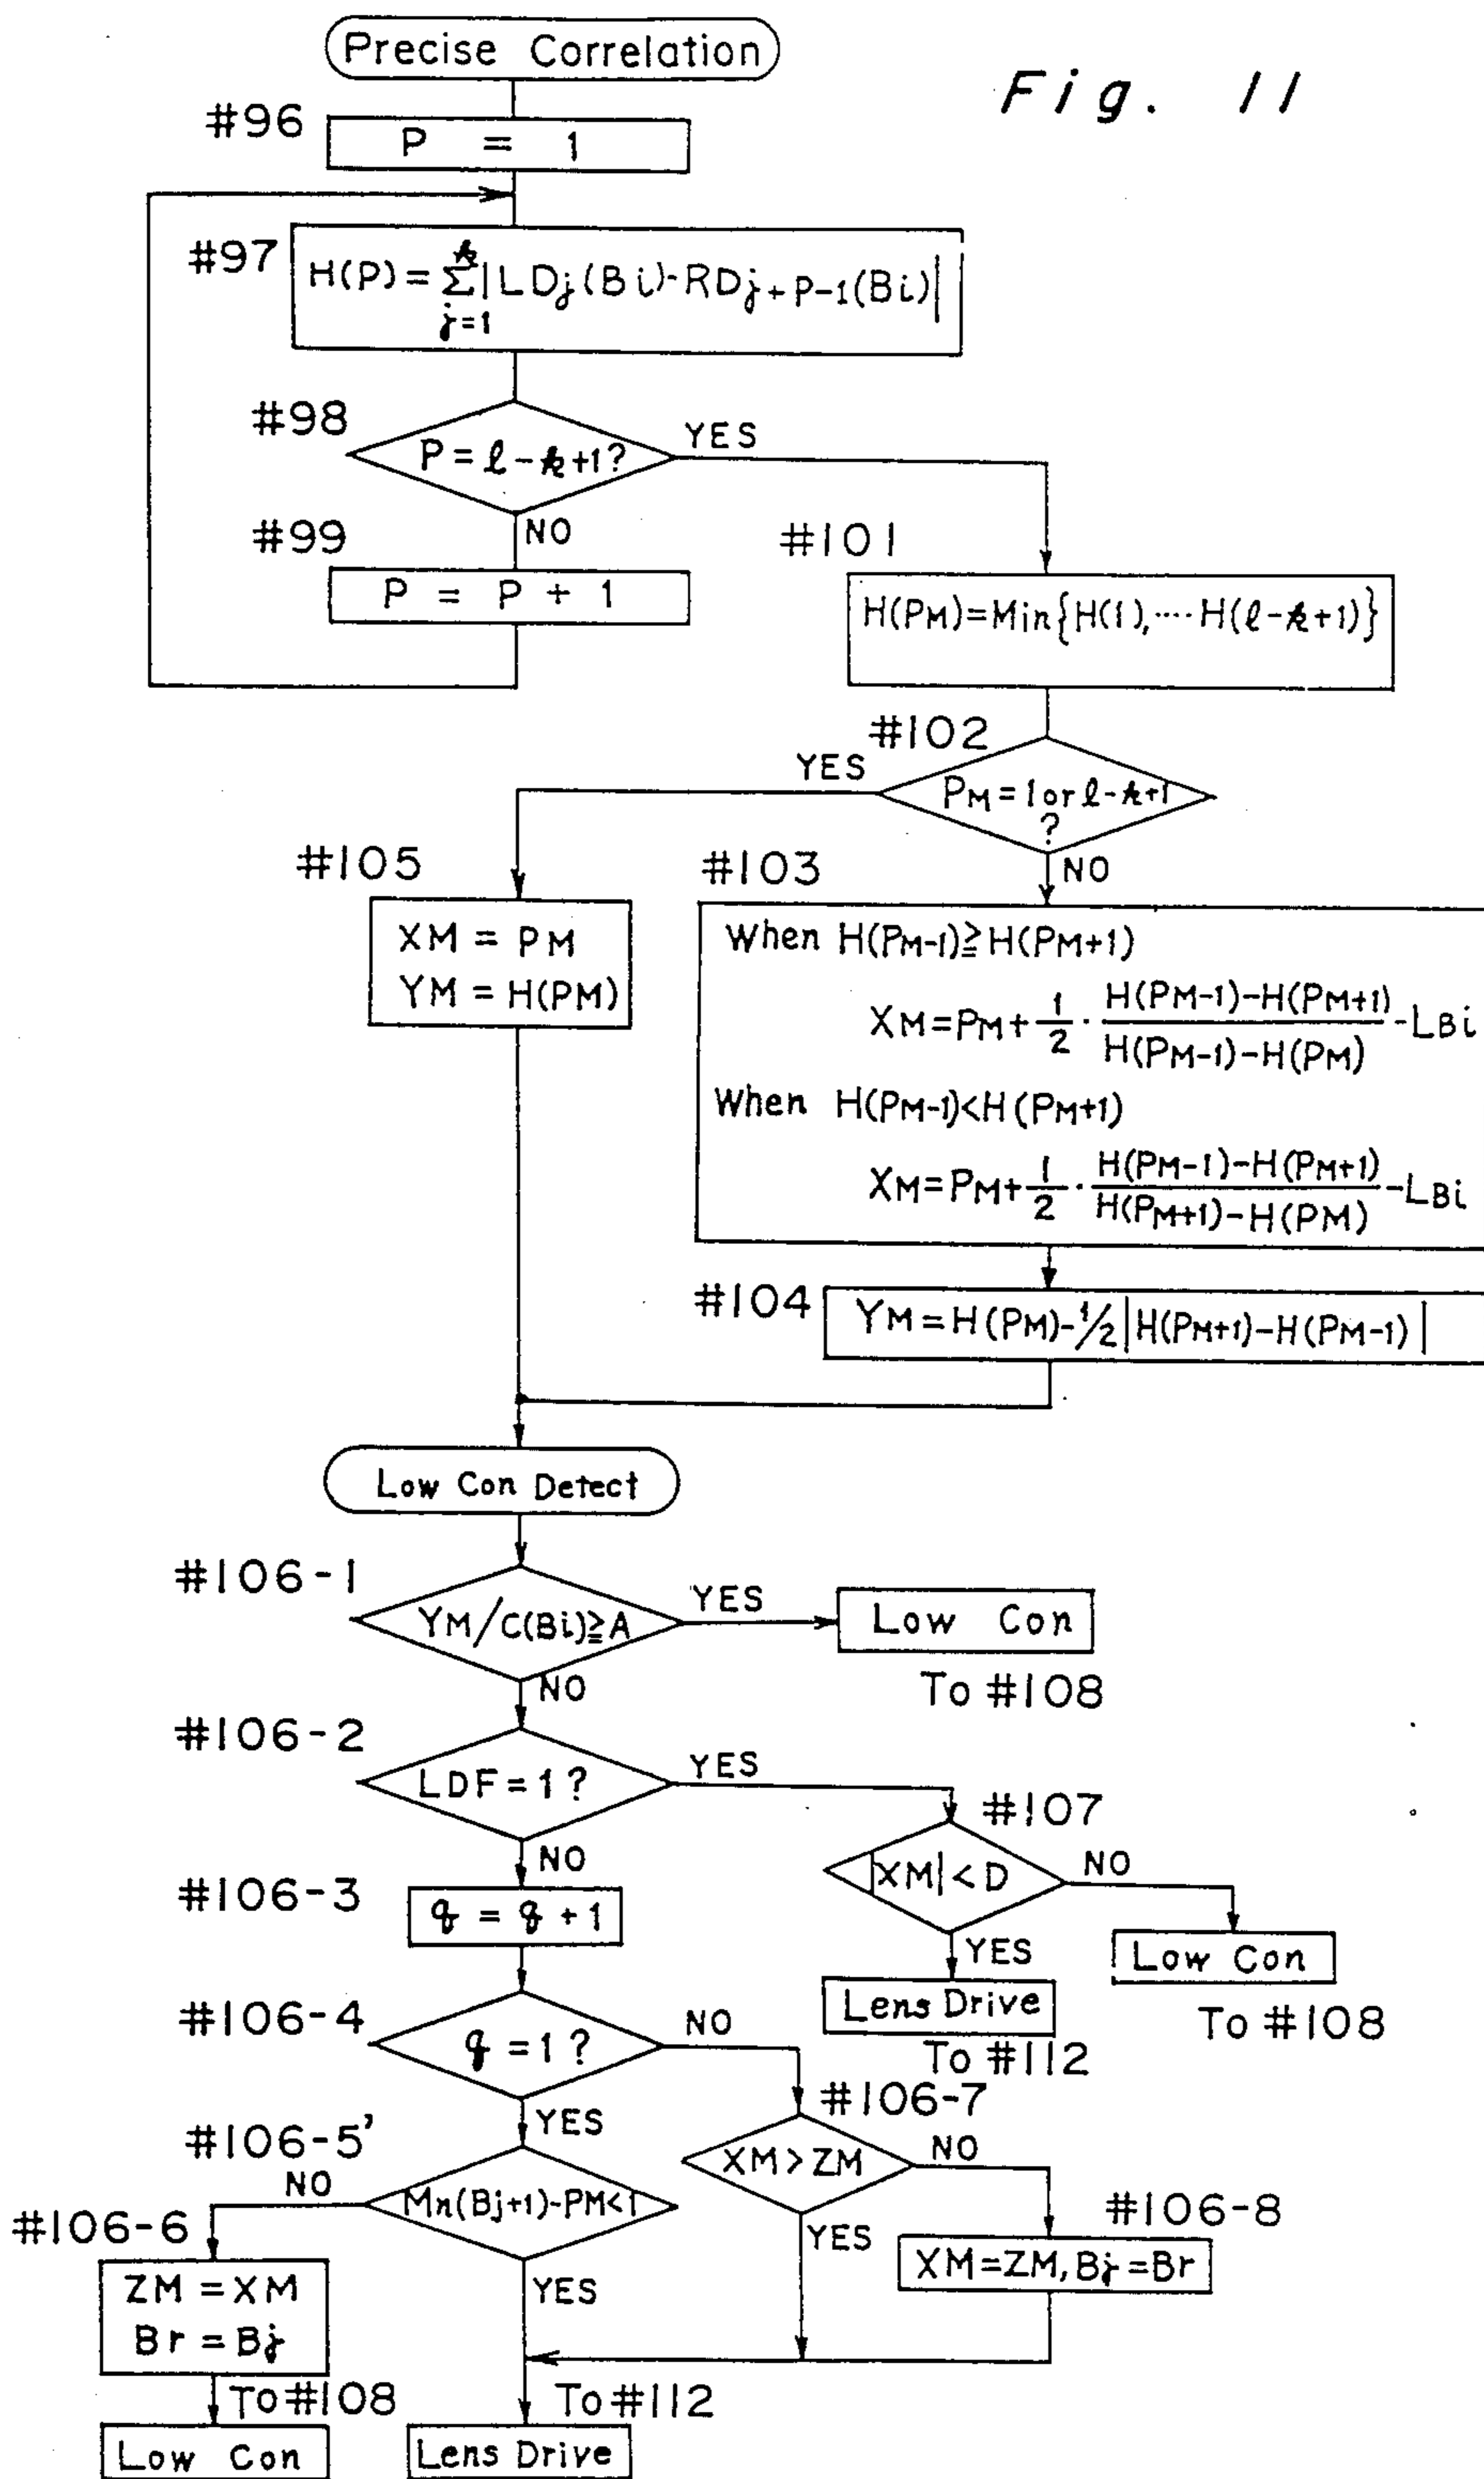 Precise Correlation
Fig. 11
#96
P = 1
#97
H(P) = Σ|LDj(Bi)-RDj+P-1(Bi)|
k
j=1
#98
P = ℓ-k+1?
YES
NO
#99
P = P + 1
#101
H(PM)=Min{H(1),····H(ℓ-k+1)}
#102
PM = 1 or ℓ-k+1
?
YES
NO
#105
XM = PM
YM = H(PM)
#103
When H(PM-1)≧H(PM+1)
XM=PM+1/2·H(PM-1)-H(PM+1)/H(PM-1)-H(PM)-LBi
When H(PM-1)<H(PM+1)
XM=PM+1/2·H(PM-1)-H(PM+1)/H(PM+1)-H(PM)-LBi
#104
YM=H(PM)-1/2|H(PM+1)-H(PM-1)|
Low Con Detect
#106-1
YM/C(Bi)≧A
YES
Low Con
To #108
NO
#106-2
LDF=1?
YES
NO
#107
|XM|<D
NO
Low Con
To #108
YES
Lens Drive
To #112
#106-3
q = q + 1
#106-4
q = 1?
NO
YES
#106-7
XM>ZM
NO
YES
#106-8
XM=ZM, Bj=Br
#106-5'
Mn(Bj+1)-PM<1
NO
YES
#106-6
ZM = XM
Br = Bj
To #108
Low Con
To #112
Lens Drive